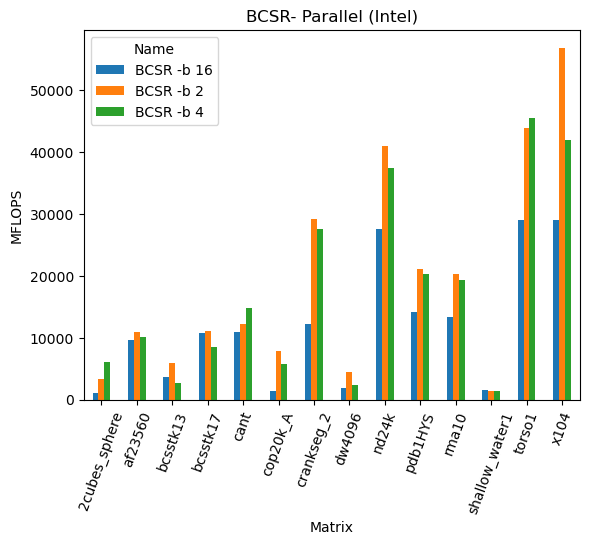 BCSR- Parallel (Intel)
Name
BCSR -b 16
BCSR -b 2
BCSR -b 4
MFLOPS
50000
40000
30000
20000
10000
0
2cubes_sphere
af23560
bcsstk13
bcsstk17
cant
cop20k_A
crankseg_2
dw4096
nd24k
pdb1HYS
rma10
shallow_water1
torso1
x104
Matrix